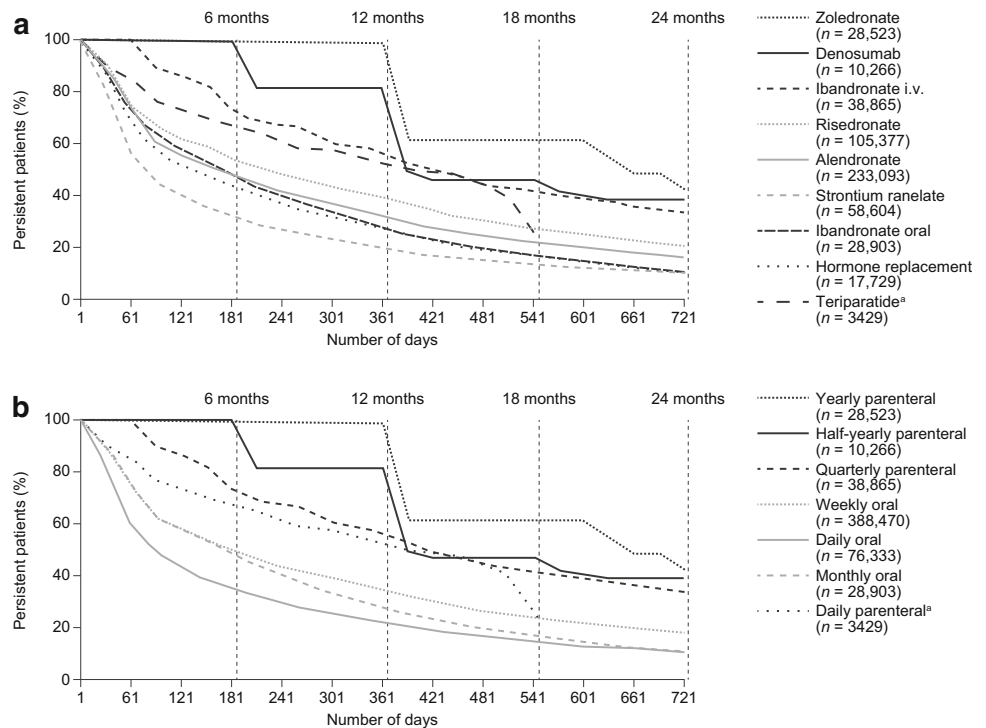 a
6 months 12 months 18 months 24 months
100
80
60
40
20
0
Persistent patients (%)
1 61 121 181 241 301 361 421 481 541 601 661 721
Number of days
Zoledronate
(n = 28,523)
Denosumab
(n = 10,266)
Ibandronate i.v.
(n = 38,865)
Risedronate
(n = 105,377)
Alendronate
(n = 233,093)
Strontium ranelate
(n = 58,604)
Ibandronate oral
(n = 28,903)
Hormone replacement
(n = 17,729)
Teriparatideᵃ
(n = 3429)
b
6 months 12 months 18 months 24 months
100
80
60
40
20
0
Persistent patients (%)
1 61 121 181 241 301 361 421 481 541 601 661 721
Number of days
Yearly parenteral
(n = 28,523)
Half-yearly parenteral
(n = 10,266)
Quarterly parenteral
(n = 38,865)
Weekly oral
(n = 388,470)
Daily oral
(n = 76,333)
Monthly oral
(n = 28,903)
Daily parenteralᵃ
(n = 3429)